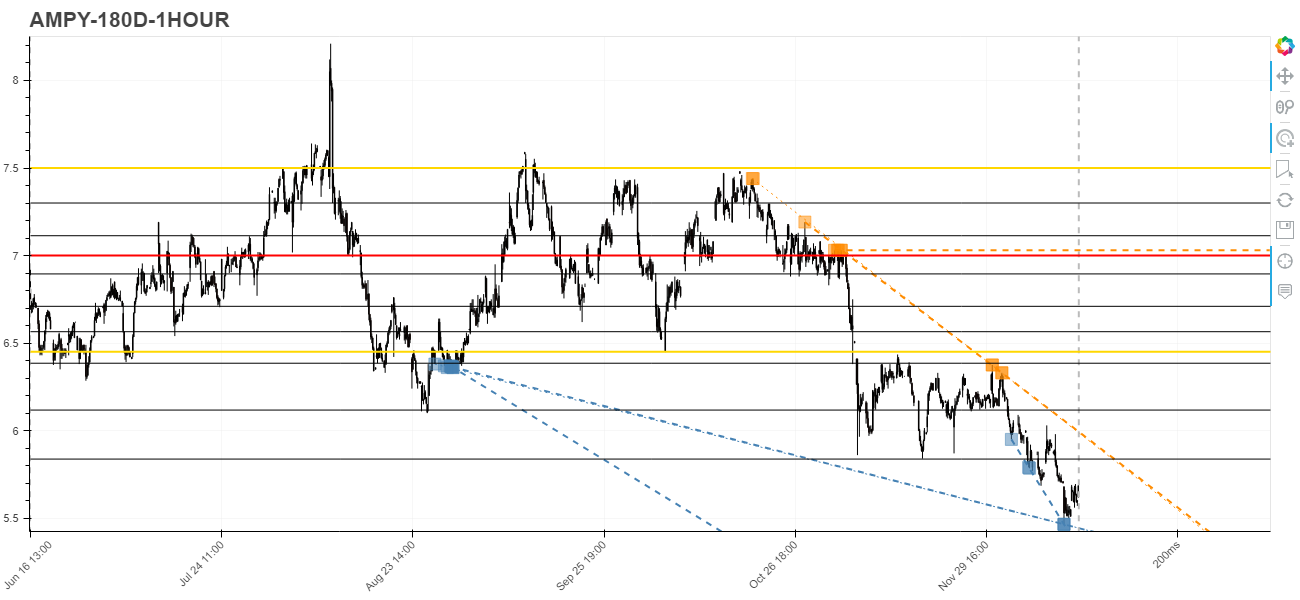 AMPY-180D-1HOUR
8
7.5
7
6.5
6
5.5
Jun 16 13:00
Jul 24 11:00
Aug 23 14:00
Sep 25 19:00
Oct 26 18:00
Nov 29 16:00
200ms